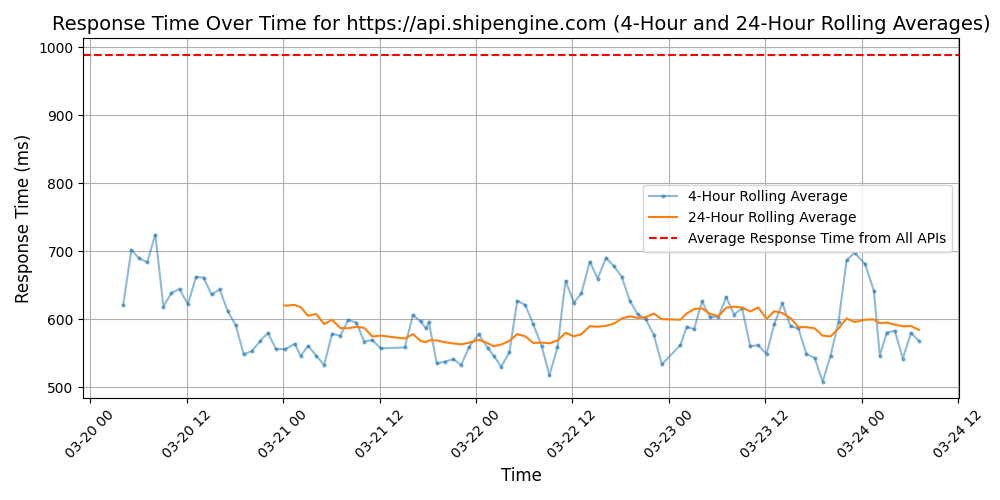 Response Time Over Time for https://api.shipengine.com (4-Hour and 24-Hour Rolling Averages)
Response Time (ms)
1000
900
800
700
600
500
4-Hour Rolling Average
24-Hour Rolling Average
Average Response Time from All APIs
03-20 00
03-20 12
03-21 00
03-21 12
03-22 00
03-22 12
03-23 00
03-23 12
03-24 00
03-24 12
Time